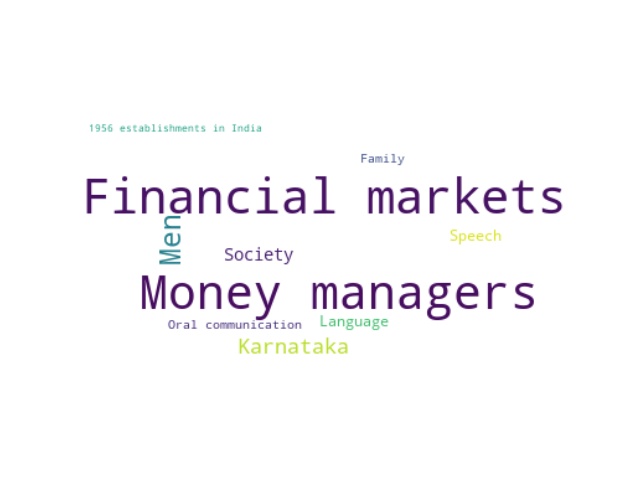 1956 establishments in India
Family
Financial markets
Men
Speech
Society
Money managers
Language
Oral communication
Karnataka